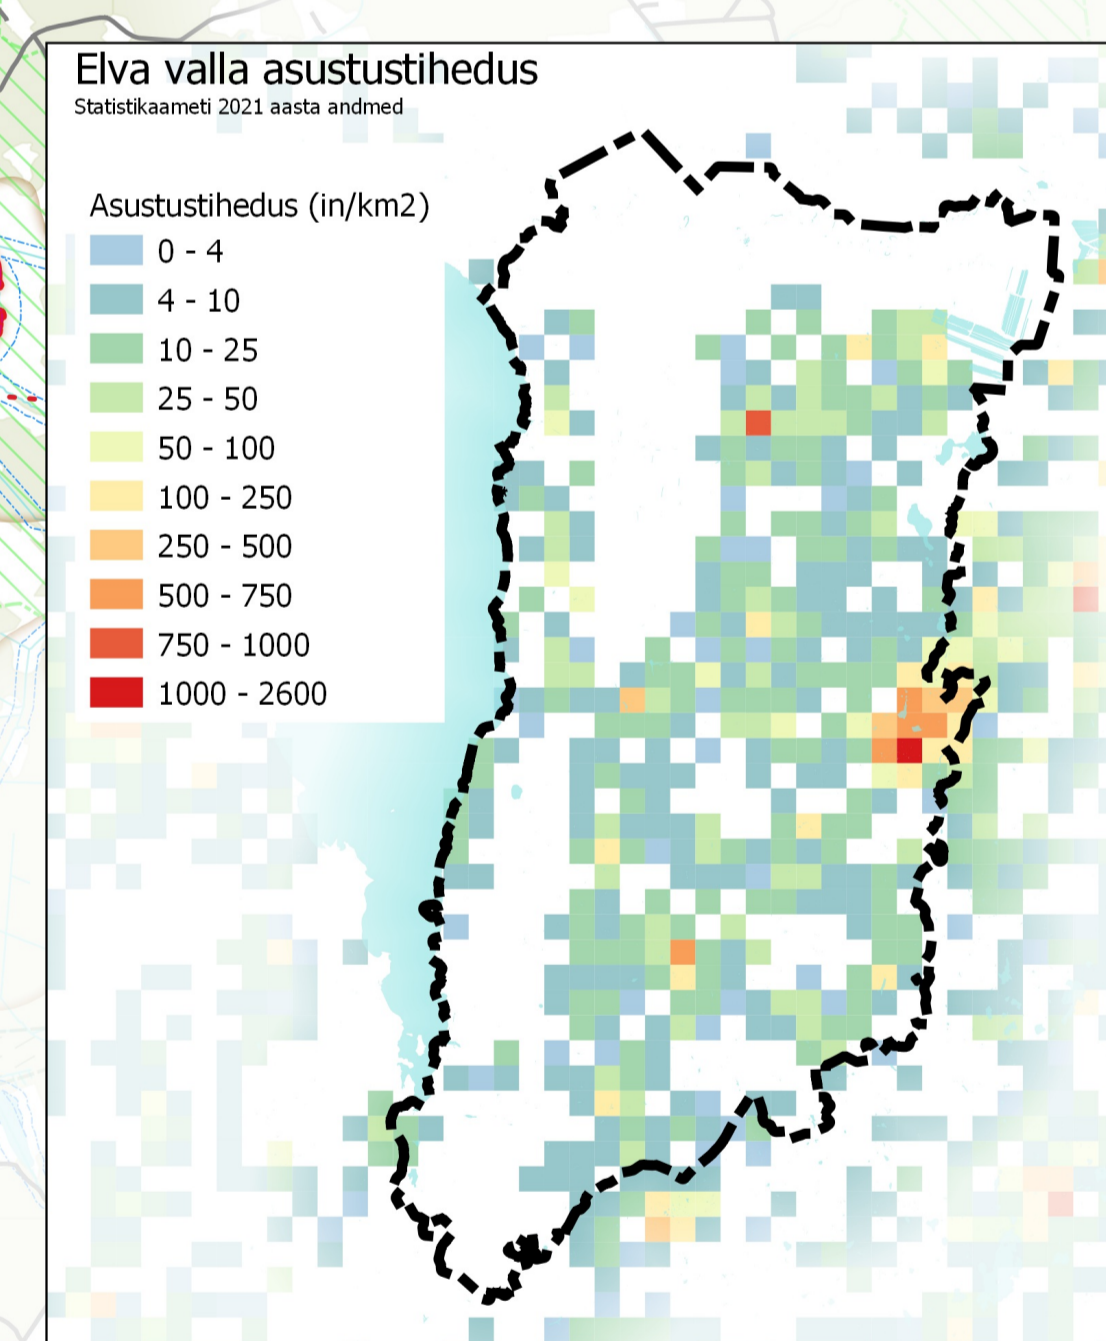 Elva valla asustustihedus
Statistikaameti 2021 aasta andmed
Asustustihedus (in/km2)
0 - 4
4 - 10
10 - 25
25 - 50
50 - 100
100 - 250
250 - 500
500 - 750
750 - 1000
1000 - 2600